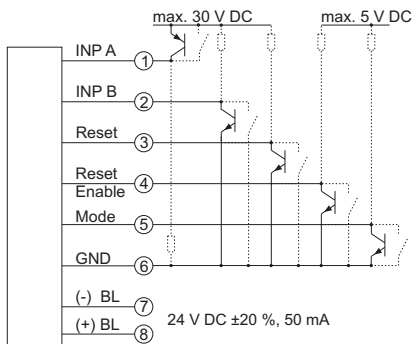 max. 30 V DC
max. 5 V DC
INP A
1
INP B
2
Reset
3
Reset
Enable
4
Mode
5
GND
6
(-) BL
7
24 V DC ±20 %, 50 mA
(+) BL
8